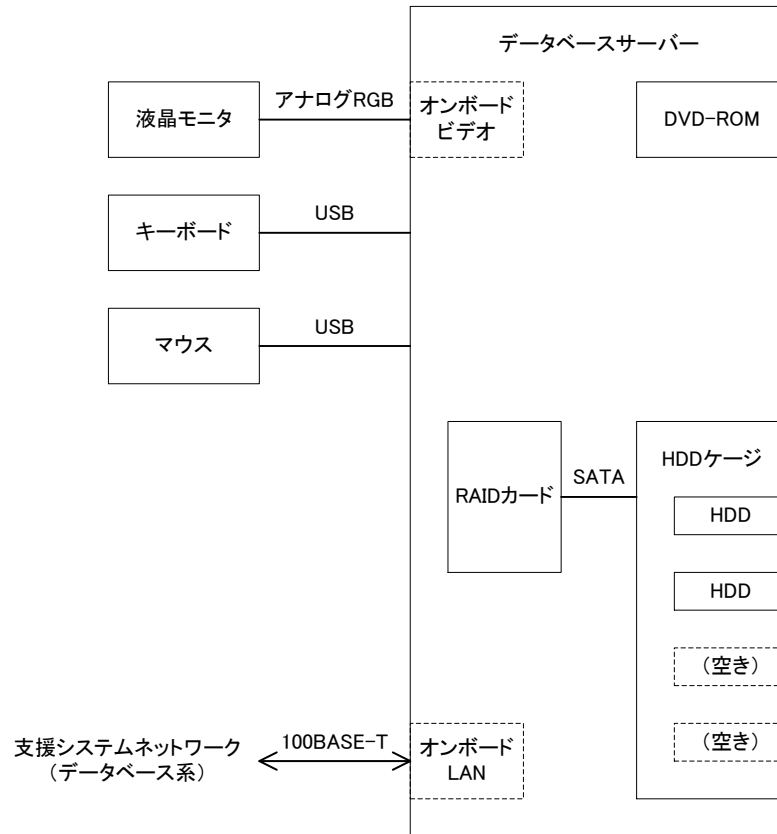 データベースサーバー
液晶モニタ
アナログRGB
オンボード
ビデオ
DVD-ROM
キーボード
USB
マウス
USB
RAIDカード
SATA
HDDケージ
HDD
HDD
(空き)
(空き)
支援システムネットワーク
(データベース系)
100BASE-T
オンボード
LAN